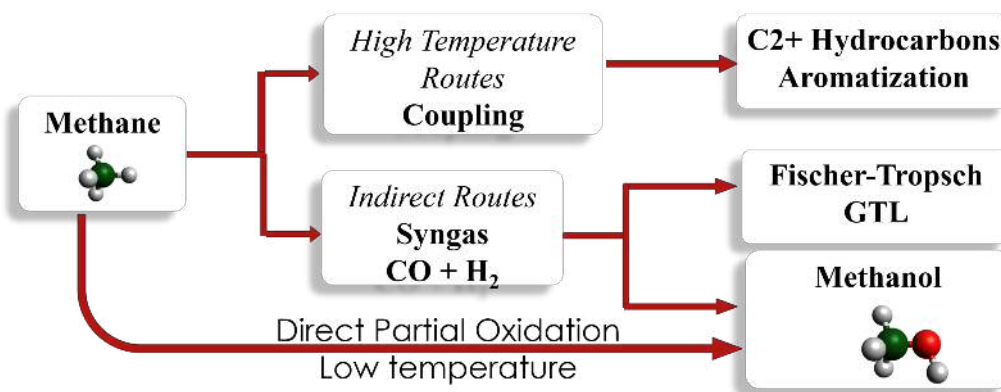 Methane
High Temperature
Routes
Coupling
C2+ Hydrocarbons
Aromatization
Indirect Routes
Syngas
CO + H₂
Fischer-Tropsch
GTL
Methanol
Direct Partial Oxidation
Low temperature